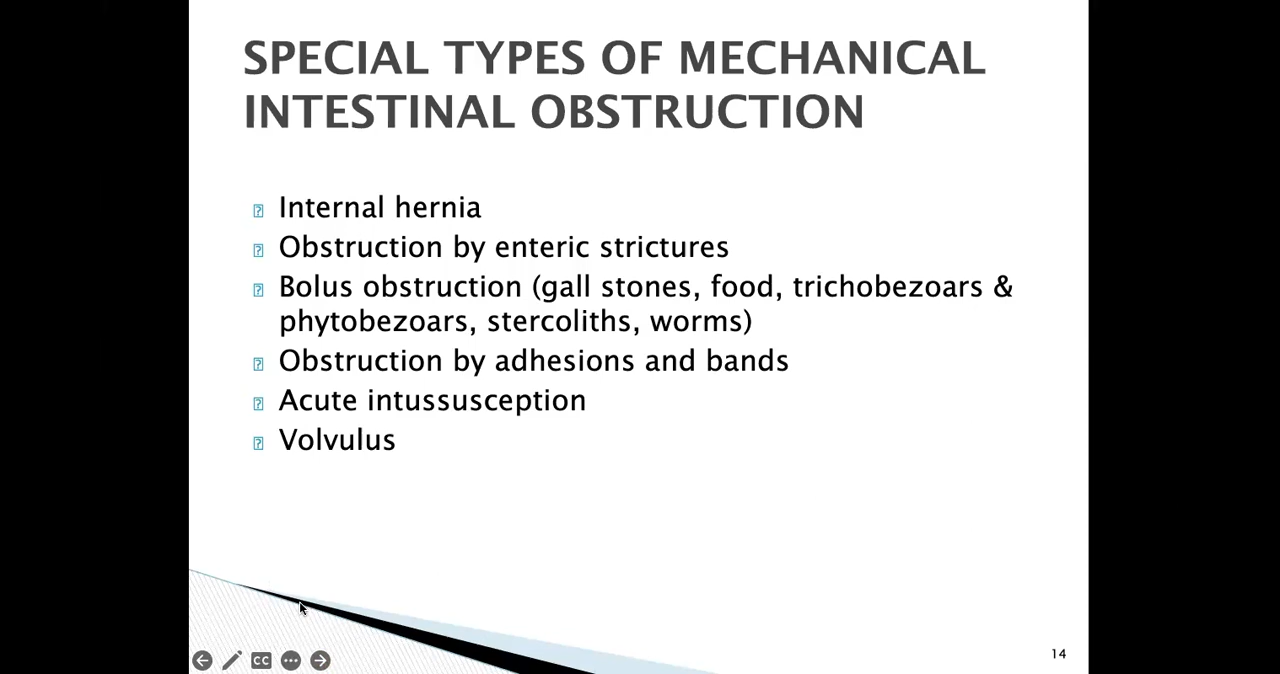 SPECIAL TYPES OF MECHANICAL
INTESTINAL OBSTRUCTION
Internal hernia
Obstruction by enteric strictures
Bolus obstruction (gall stones, food, trichobezoars &
phytobezoars, stercoliths, worms)
Obstruction by adhesions and bands
Acute intussusception
Volvulus
CC
14